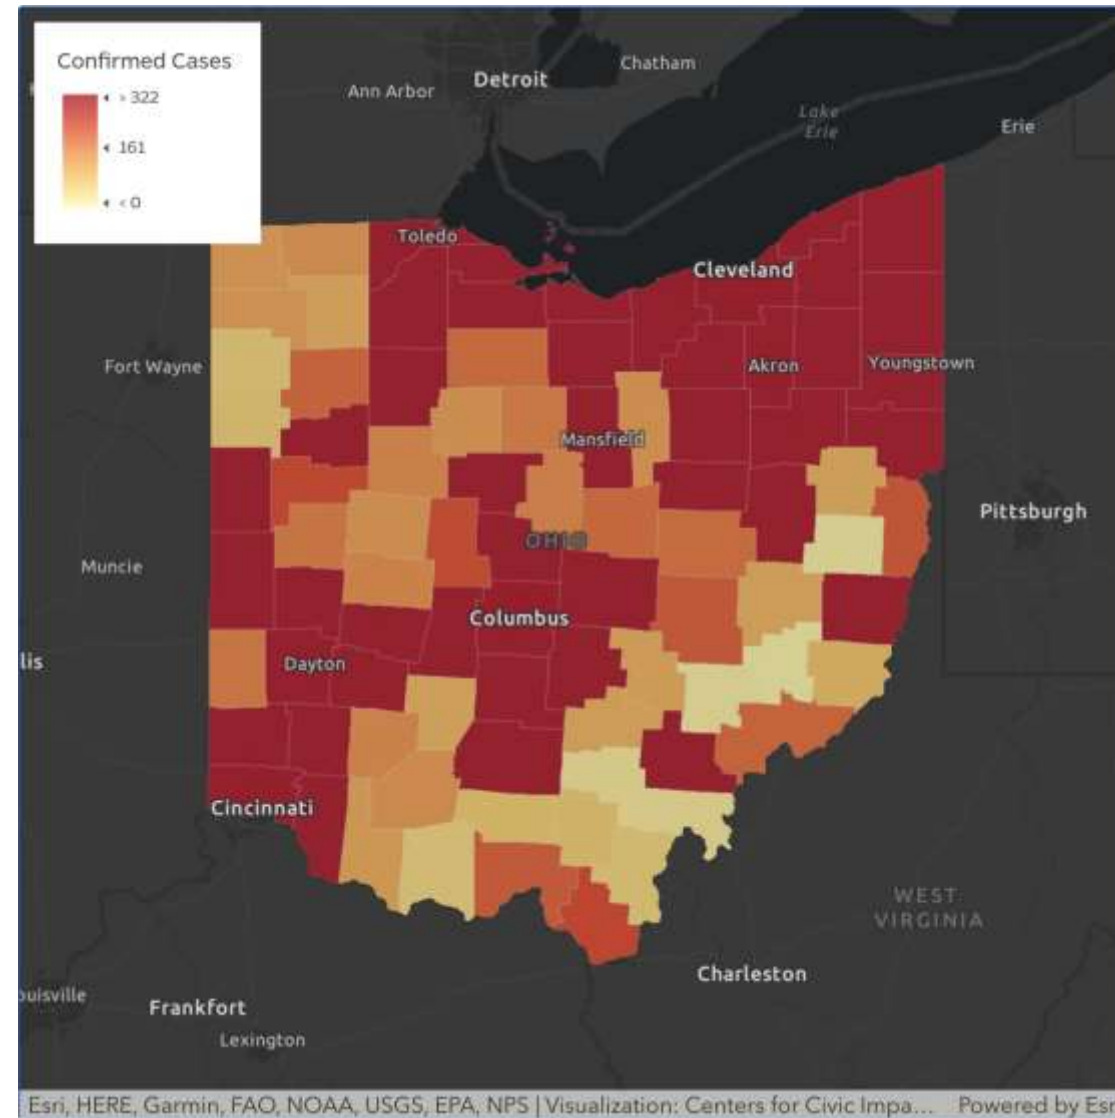 Confirmed Cases
> 322
161
< 0
Detroit
Chatham
Ann Arbor
Lake
Erie
Erie
Toledo
Cleveland
Fort Wayne
Akron
Youngstown
Mansfield
Pittsburgh
OHIO
Muncie
Columbus
lis
Dayton
Cincinnati
WEST
VIRGINIA
Charleston
ouisville
Frankfort
Lexington
Esri, HERE, Garmin, FAO, NOAA, USGS, EPA, NPS | Visualization: Centers for Civic Impa... Powered by Esr